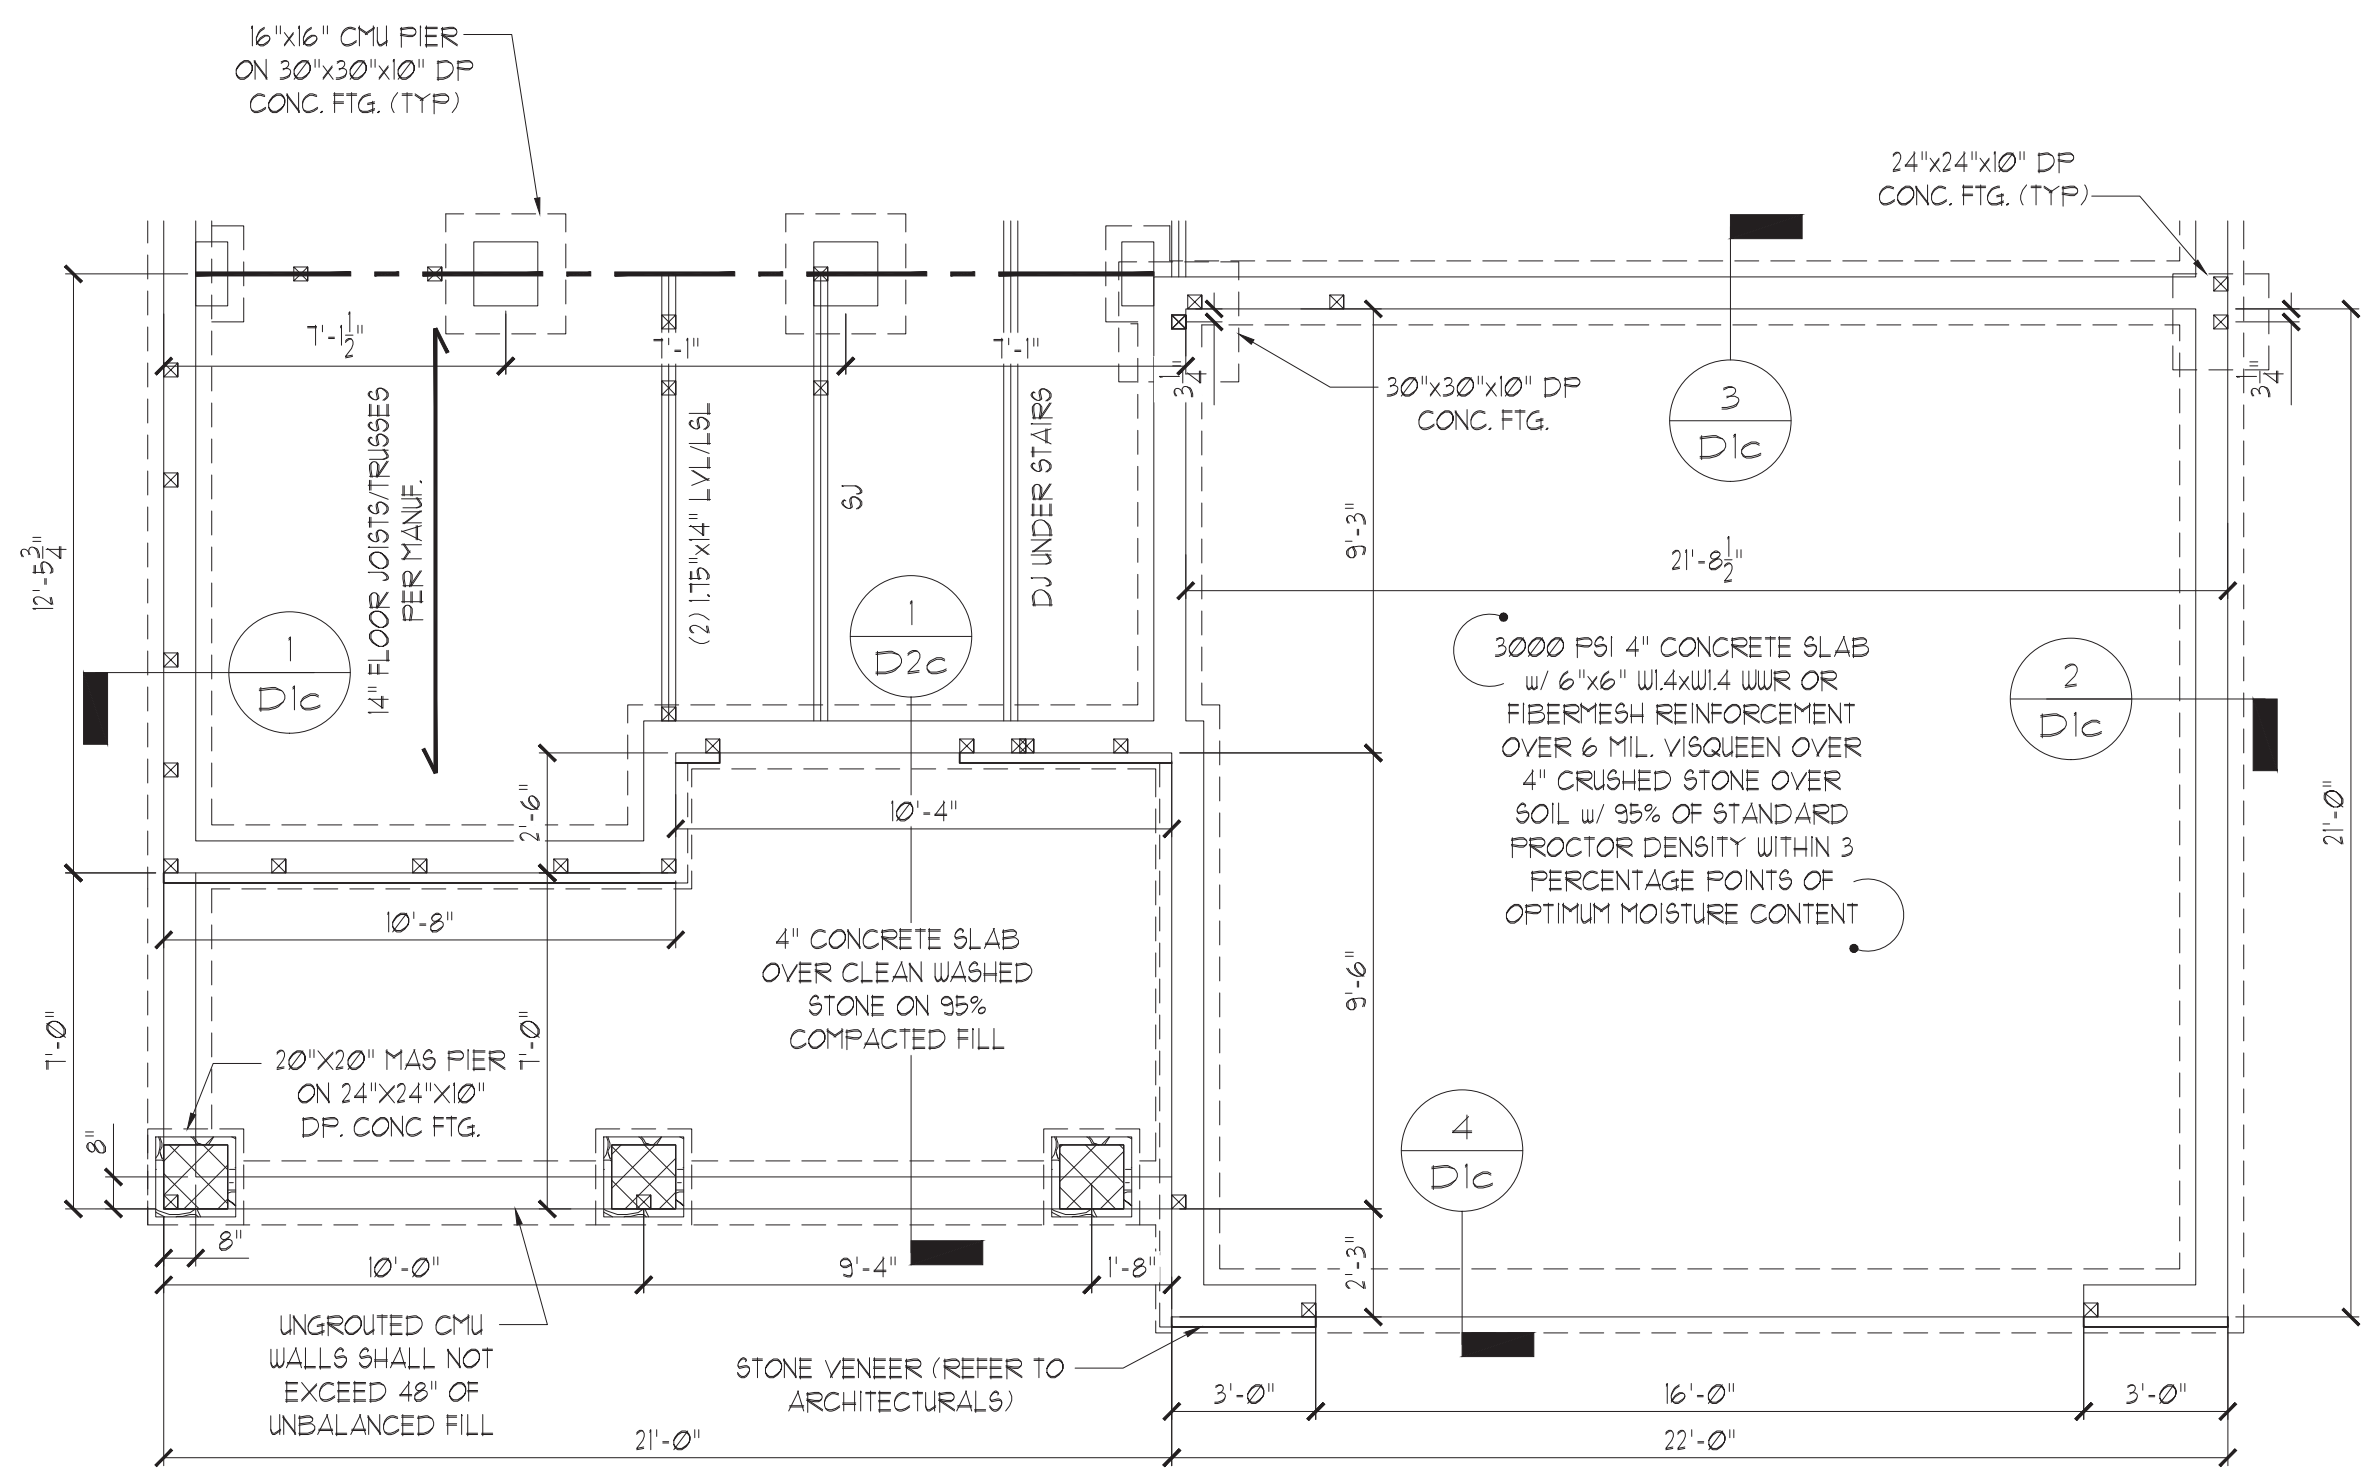 16"x16" CMU PIER
ON 30"x30"x10" DP
CONC. FTG. (TYP)
24"x24"x10" DP
CONC. FTG. (TYP)
7'-1 1/2"
7'-1"
7'-1"
3 1/4"
30"x30"x10" DP
CONC. FTG.
3
D1c
3 1/4"
12'-5 3/4"
14" FLOOR JOISTS/TRUSSES
PER MANUF.
(2) 1.75"x14" LVL/LSL
SJ
DJ UNDER STAIRS
9'-3"
21'-8 1/2"
1
D1c
1
D2c
3000 PSI 4" CONCRETE SLAB
w/ 6"x6" W1.4xW1.4 WWR OR
FIBERMESH REINFORCEMENT
OVER 6 MIL. VISQUEEN OVER
4" CRUSHED STONE OVER
SOIL w/ 95% OF STANDARD
PROCTOR DENSITY WITHIN 3
PERCENTAGE POINTS OF
OPTIMUM MOISTURE CONTENT
2
D1c
21'-0"
2'-6"
10'-4"
10'-8"
4" CONCRETE SLAB
OVER CLEAN WASHED
STONE ON 95%
COMPACTED FILL
9'-6"
7'-0"
7'-0"
20"X20" MAS PIER
ON 24"X24"X10"
DP. CONC FTG.
8"
8"
4
D1c
10'-0"
9'-4"
1'-8"
2'-3"
UNGROUTED CMU
WALLS SHALL NOT
EXCEED 48" OF
UNBALANCED FILL
STONE VENEER (REFER TO
ARCHITECTURALS)
3'-0"
16'-0"
3'-0"
21'-0"
22'-0"